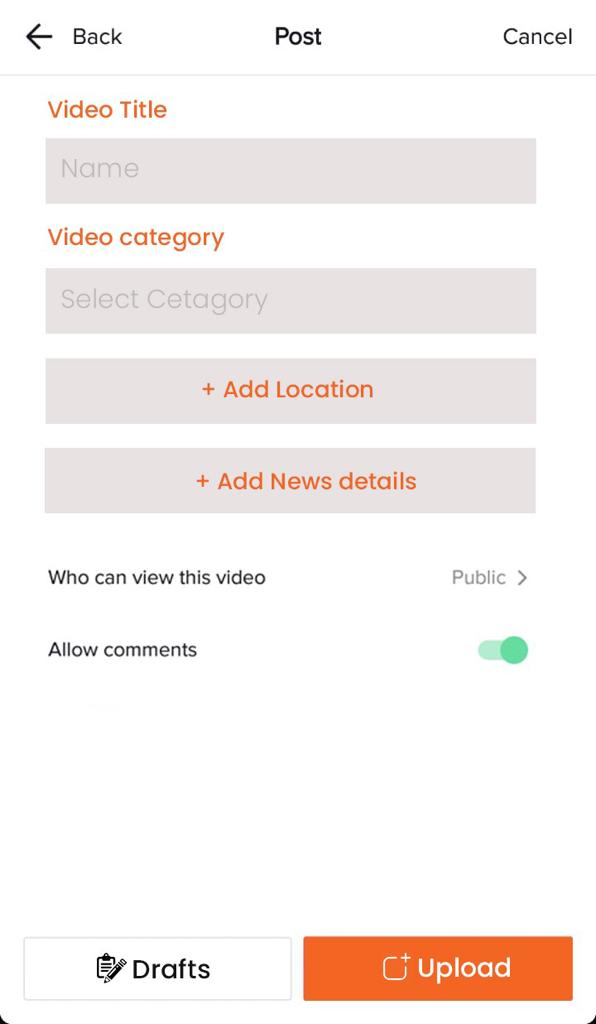 Back Post Cancel
Video Title
Name
Video category
Select Cetagory
+ Add Location
+ Add News details
Who can view this video Public
Allow comments
Drafts Upload